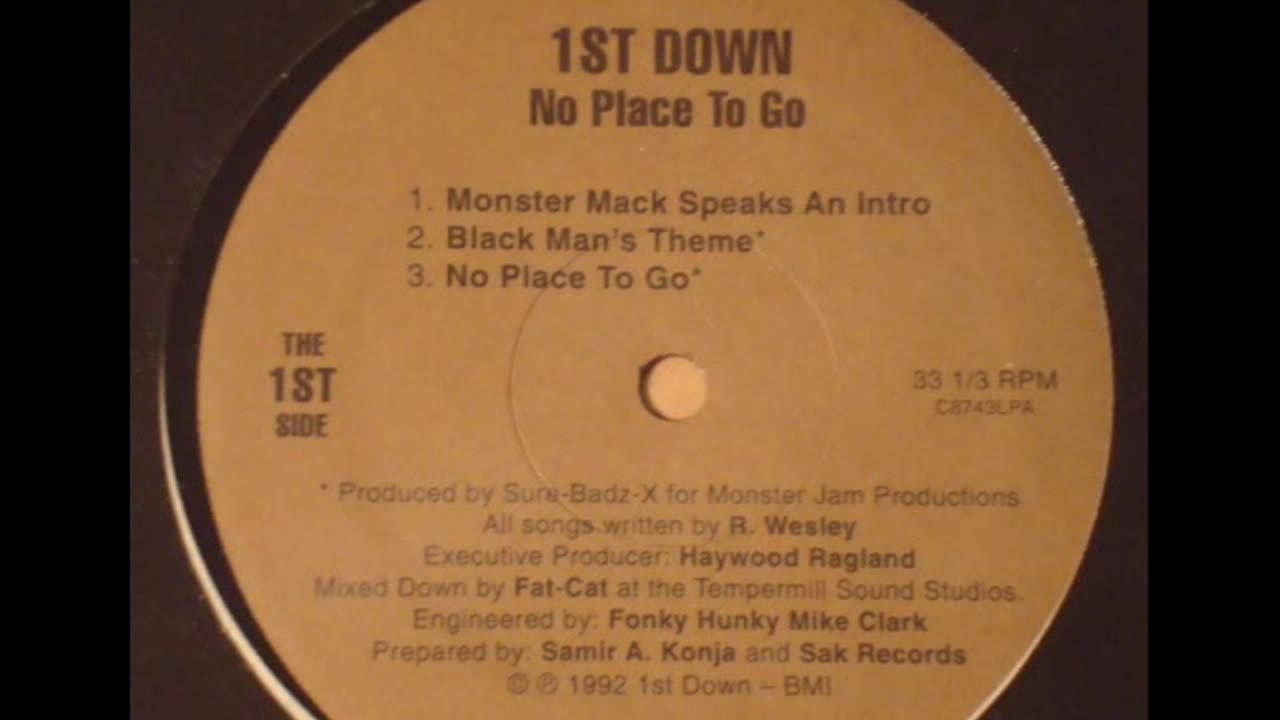 1ST DOWN
No Place To Go
1. Monster Mack Speaks An Intro
2. Black Man's Theme*
3. No Place To Go*
THE
1ST
SIDE
33 1/3 RPM
C8743LPA
* Produced by Sure-Badz-X for Monster Jam Productions
All songs written by R. Wesley
Executive Producer: Haywood Ragland
Mixed Down by Fat-Cat at the Tempermill Sound Studios.
Engineered by: Fonky Hunky Mike Clark
Prepared by: Samir A. Konja and Sak Records
© ℗ 1992 1st Down – BMI